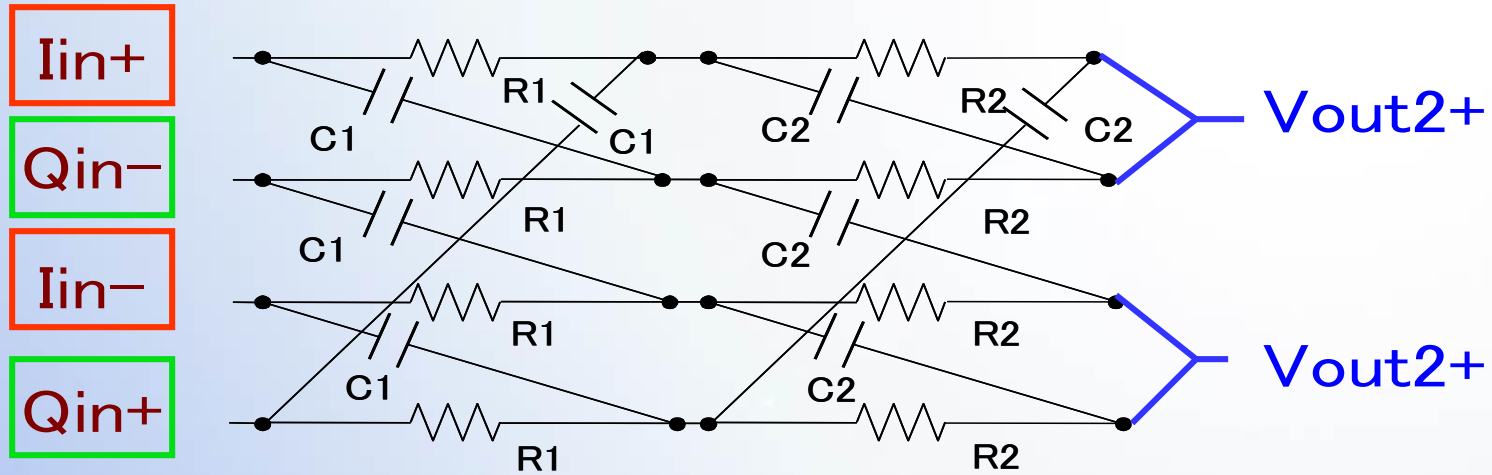 Iin+
R1
R2
C1
C1
C2
C2
Vout2+
Qin−
R1
R2
C1
C2
Iin−
R1
R2
C1
C2
Vout2+
Qin+
R1
R2